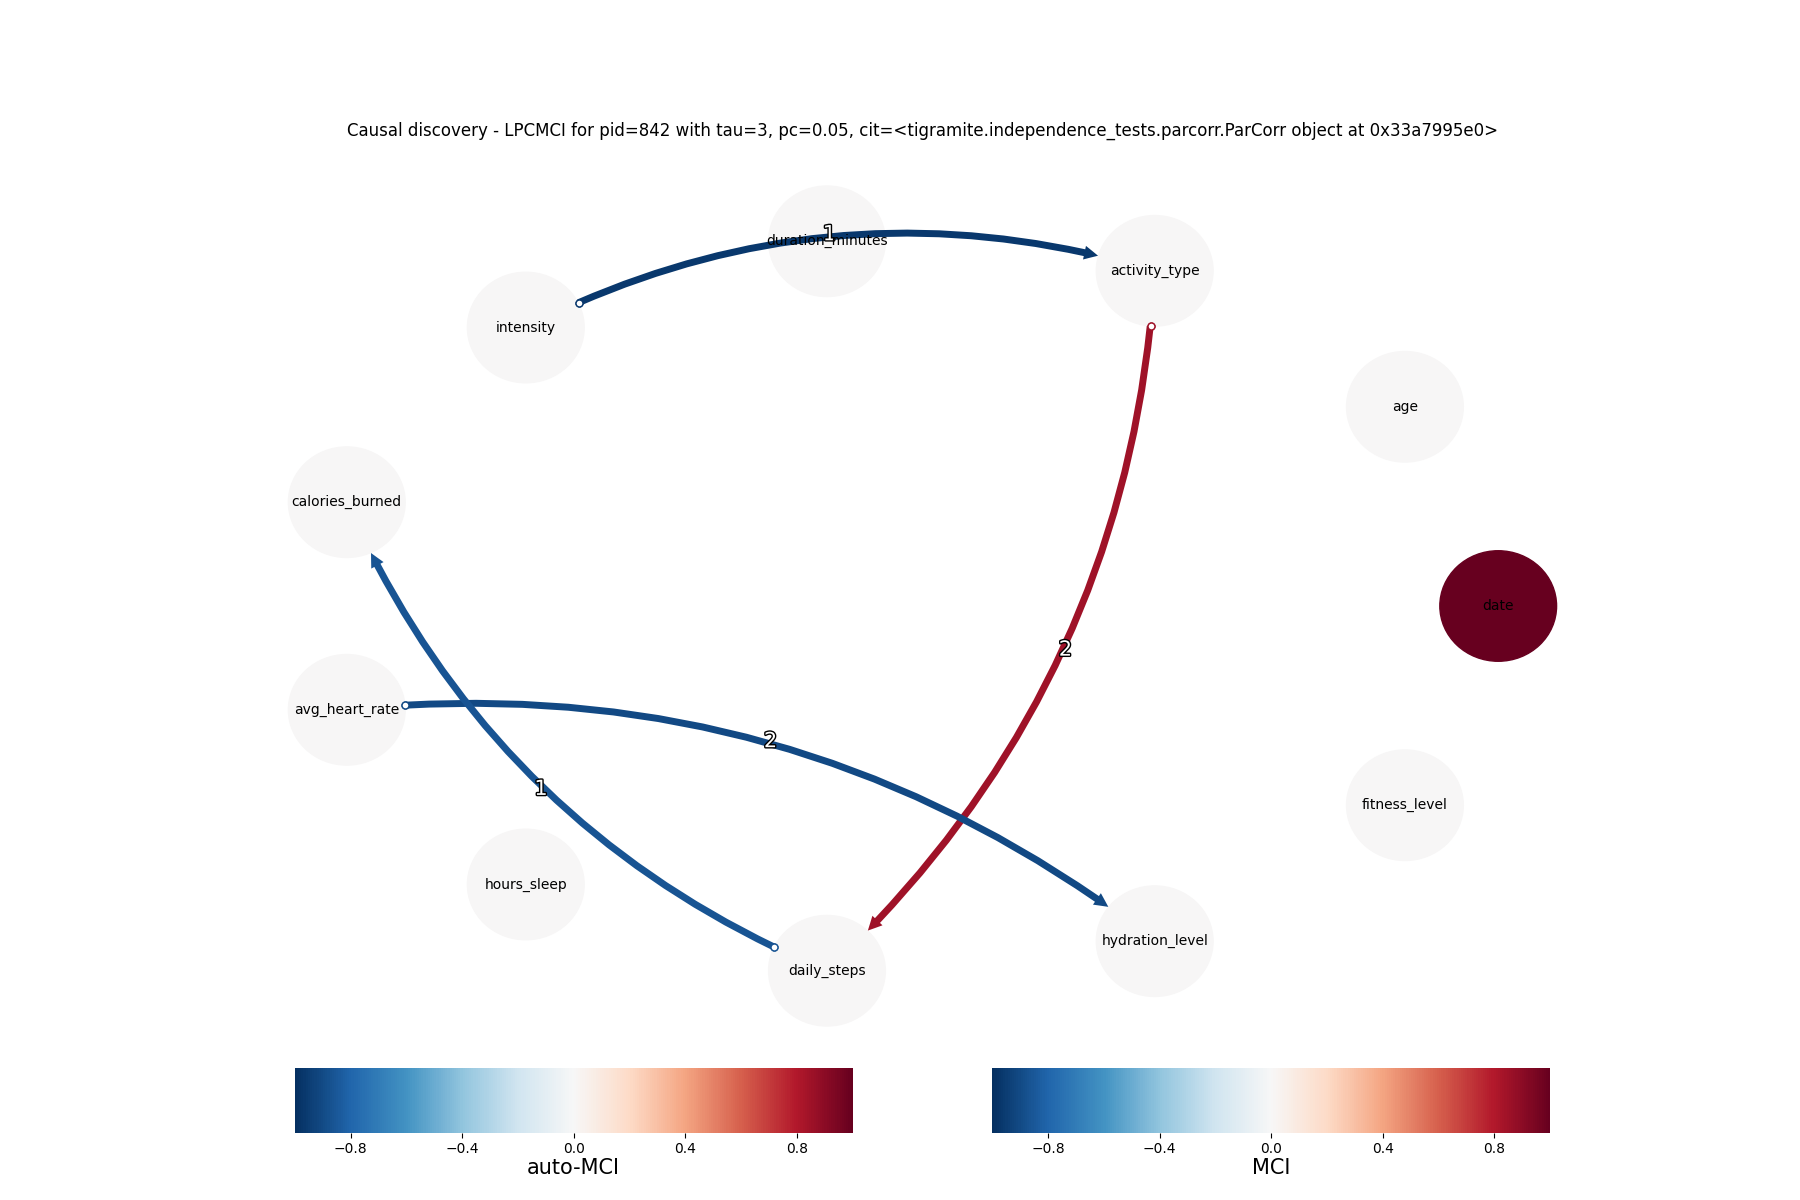 Causal discovery - LPCMCI for pid=842 with tau=3, pc=0.05, cit=<tigramite.independence_tests.parcorr.ParCorr object at 0x33a7995e0>
1
duration_minutes
activity_type
intensity
age
calories_burned
date
2
avg_heart_rate
2
1
fitness_level
hours_sleep
hydration_level
daily_steps
−0.8 −0.4 0.0 0.4 0.8
auto-MCI
−0.8 −0.4 0.0 0.4 0.8
MCI